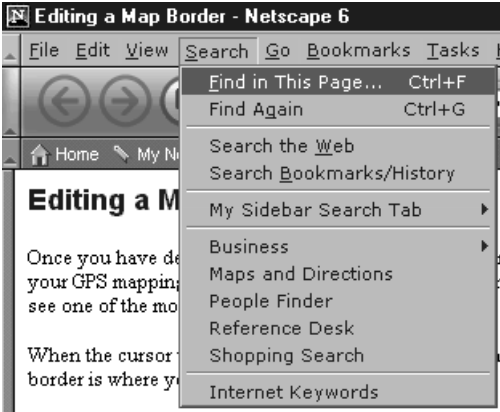 Editing a Map Border - Netscape 6
File Edit View Search Go Bookmarks Tasks
Find in This Page... Ctrl+F
Find Again Ctrl+G
Home My
Search the Web
Search Bookmarks/History
Editing a M
My Sidebar Search Tab
Once you have de
Business
your GPS mapping
Maps and Directions
see one of the mo
People Finder
Reference Desk
When the cursor
Shopping Search
border is where y
Internet Keywords